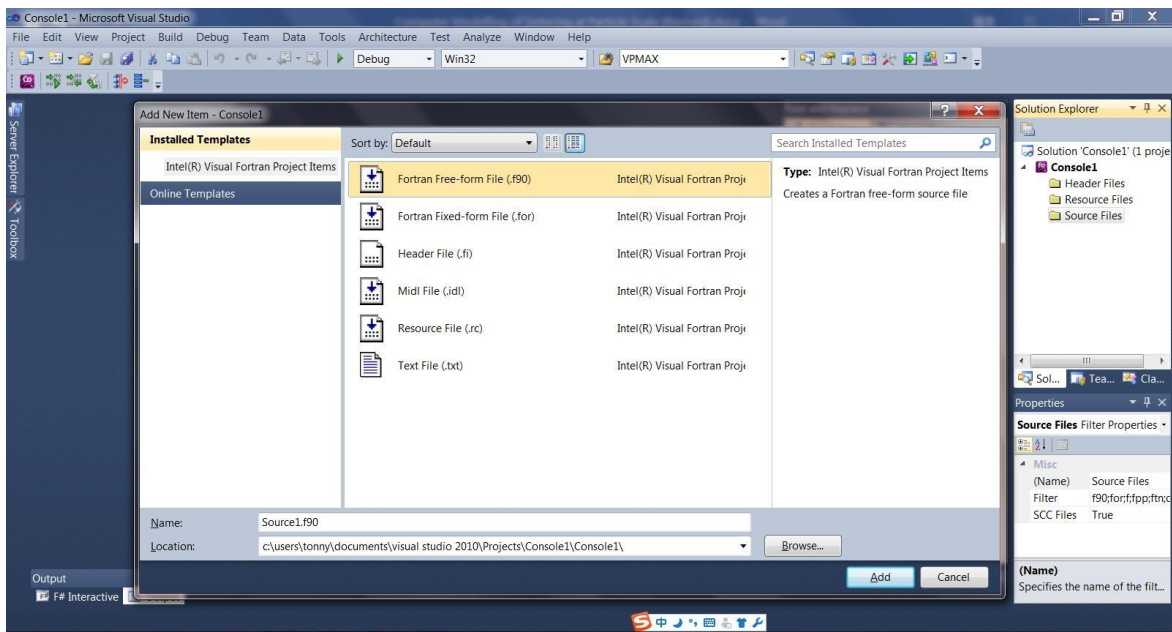 Console1 - Microsoft Visual Studio
File Edit View Project Build Debug Team Data Tools Architecture Test Analyze Window Help
Debug Win32 VPMAX
Server Explorer
Toolbox
Add New Item - Console1
Installed Templates
Intel(R) Visual Fortran Project Items
Online Templates
Sort by: Default
Search Installed Templates
Fortran Free-form File (.f90) Intel(R) Visual Fortran Proje
Fortran Fixed-form File (.for) Intel(R) Visual Fortran Proje
Header File (.fi) Intel(R) Visual Fortran Proje
Midl File (.idl) Intel(R) Visual Fortran Proje
Resource File (.rc) Intel(R) Visual Fortran Proje
Text File (.txt) Intel(R) Visual Fortran Proje
Type: Intel(R) Visual Fortran Project Items
Creates a Fortran free-form source file
Name: Source1.f90
Location: c:\users\tonny\documents\visual studio 2010\Projects\Console1\Console1\
Browse...
Add Cancel
Solution Explorer
Solution 'Console1' (1 proje
Console1
Header Files
Resource Files
Source Files
Sol... Tea... Cla...
Properties
Source Files Filter Properties
Misc
(Name) Source Files
Filter f90;for;f;fpp;ftn;
SCC Files True
(Name)
Specifies the name of the filt...
Output
F# Interactive
中